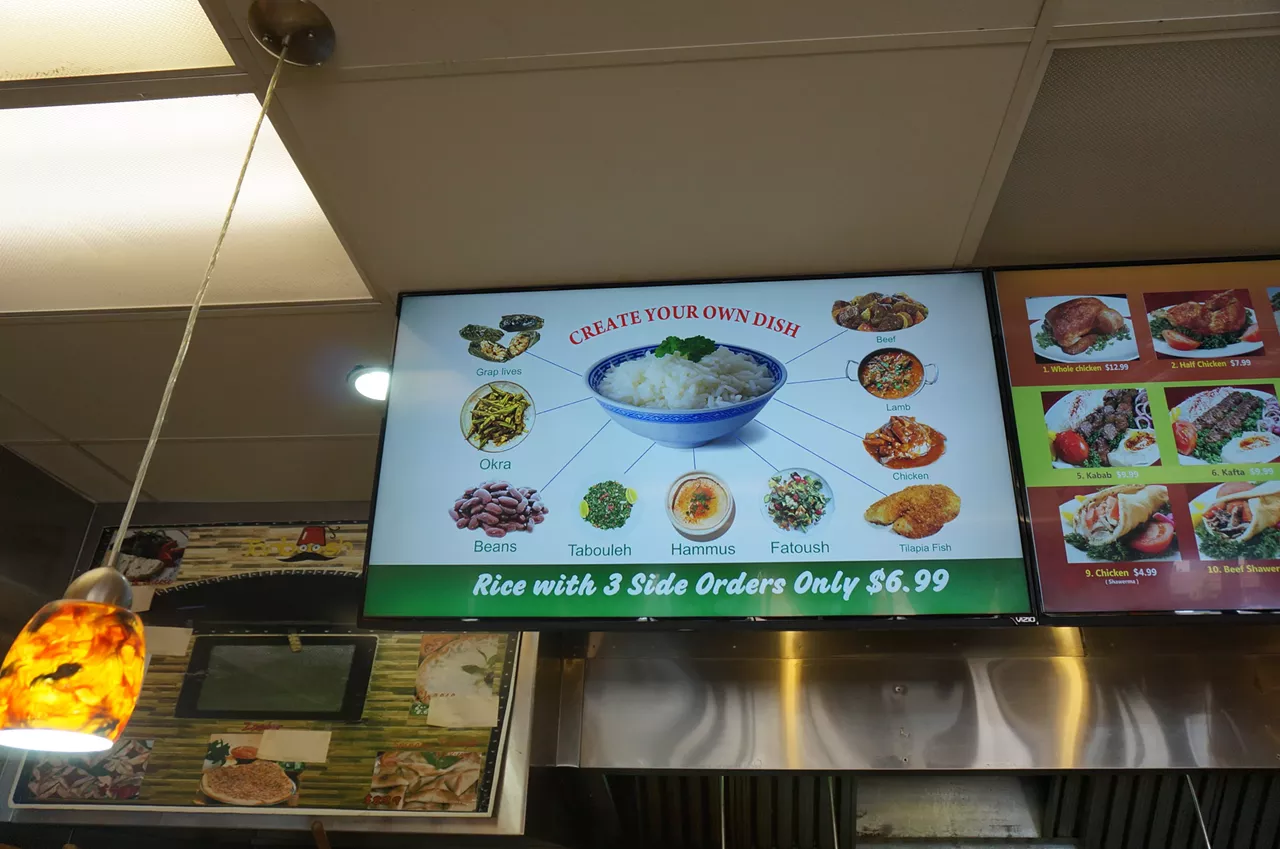 CREATE YOUR OWN DISH
Grap lives
Okra
Beans
Tabouleh
Hammus
Fatoush
Beef
Lamb
Chicken
Tilapia Fish
Rice with 3 Side Orders Only $6.99
VIZIO
1. Whole chicken $12.99
2. Half Chicken $7.99
5. Kabab $9.99
6. Kafta $9.99
9. Chicken $4.99
( Shawerma )
10. Beef Shawer